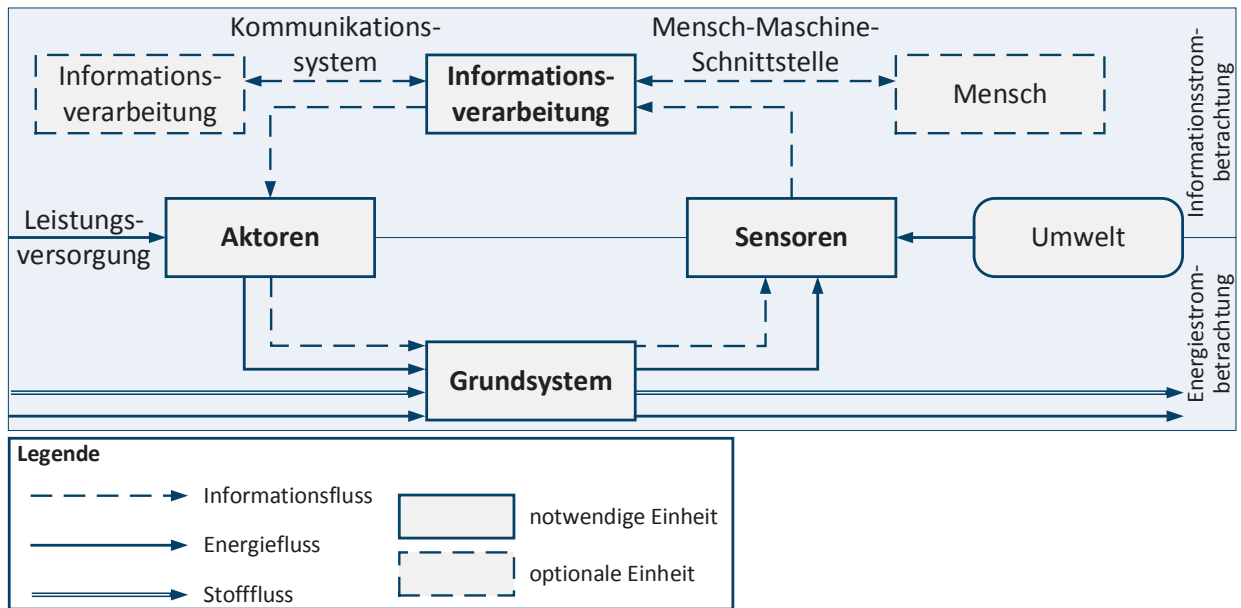 Kommunikations-
system
Mensch-Maschine-
Schnittstelle
Informations-
verarbeitung
Informations-
verarbeitung
Mensch
Informationsstrom-
betrachtung
Leistungs-
versorgung
Aktoren
Sensoren
Umwelt
Energiestrom-
betrachtung
Grundsystem
Legende
Informationsfluss
Energiefluss
Stofffluss
notwendige Einheit
optionale Einheit